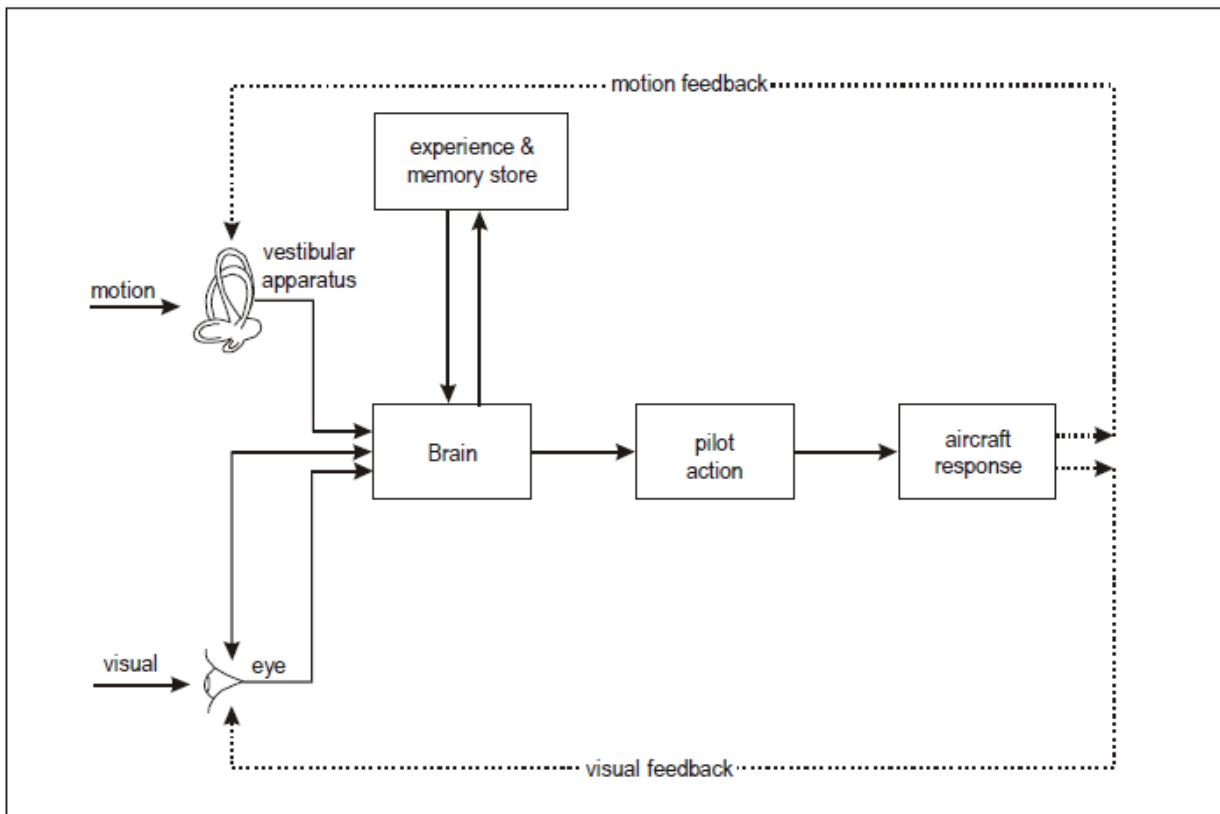 motion feedback
experience &
memory store
vestibular
apparatus
motion
Brain
pilot
action
aircraft
response
visual
eye
visual feedback